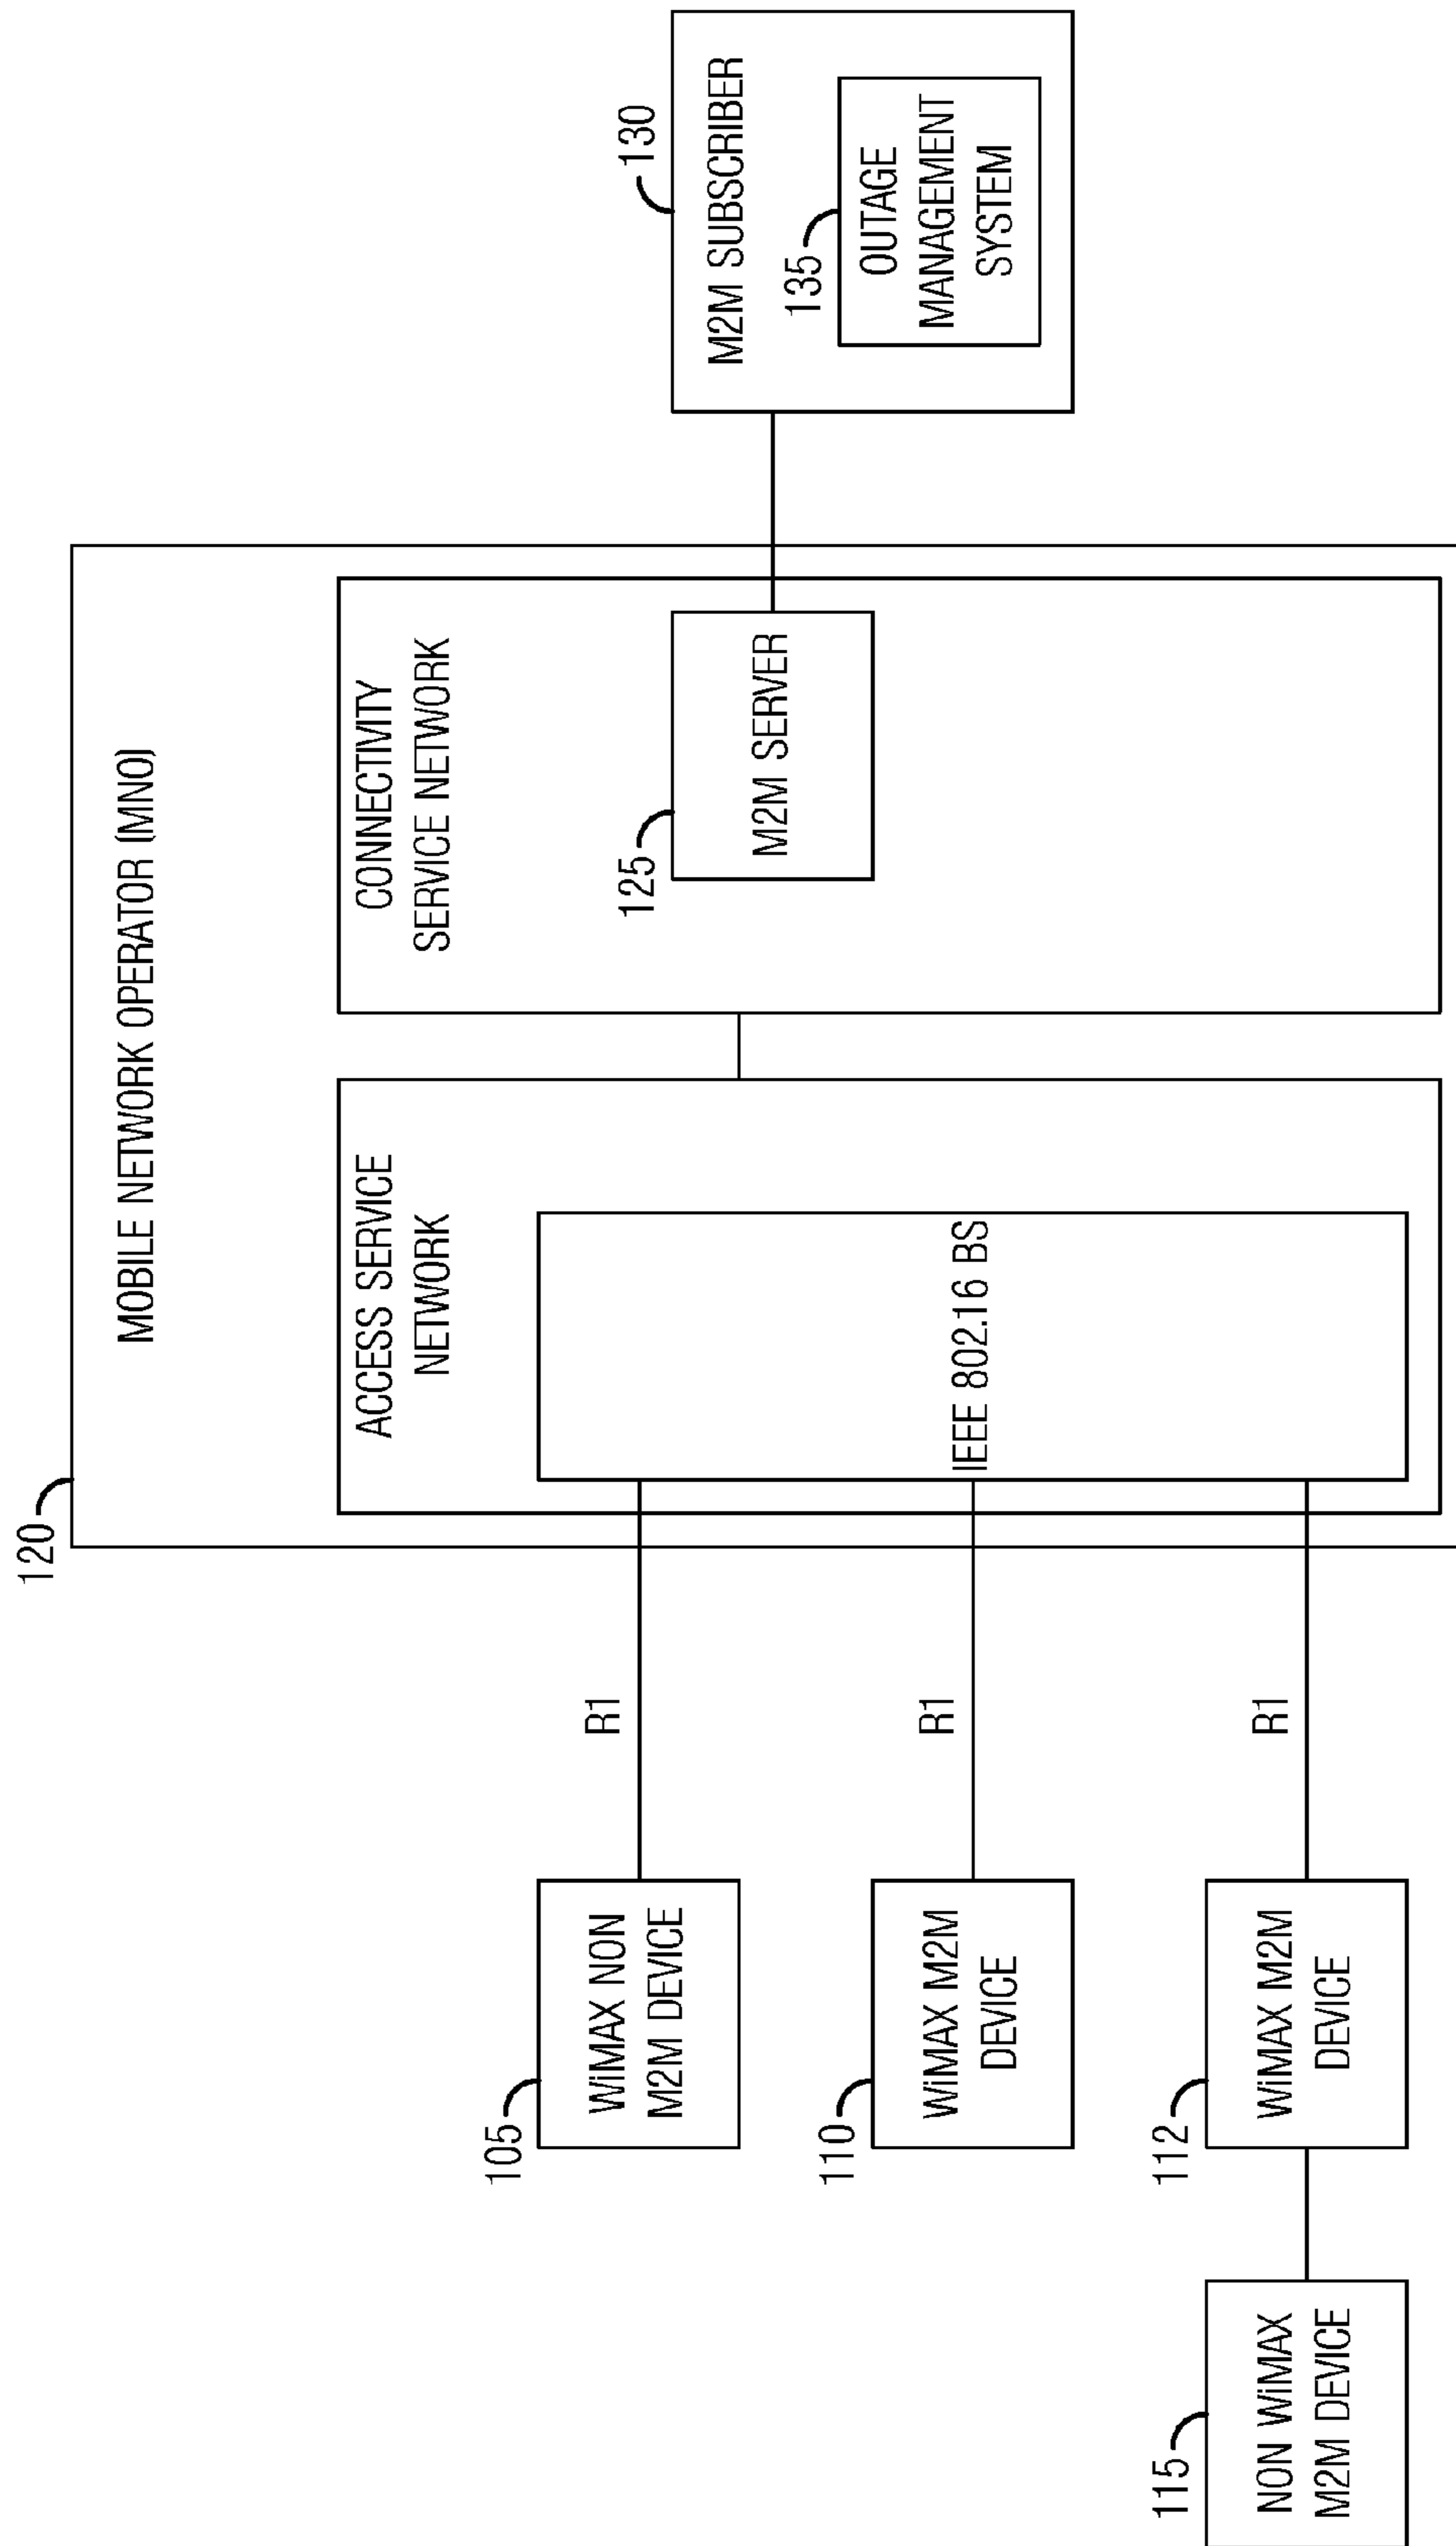 120
MOBILE NETWORK OPERATOR (MNO)
ACCESS SERVICE
NETWORK
IEEE 802.16 BS
CONNECTIVITY
SERVICE NETWORK
125
M2M SERVER
130
M2M SUBSCRIBER
135
OUTAGE
MANAGEMENT
SYSTEM
105
WiMAX NON
M2M DEVICE
R1
110
WiMAX M2M
DEVICE
R1
112
WiMAX M2M
DEVICE
R1
115
NON WiMAX
M2M DEVICE